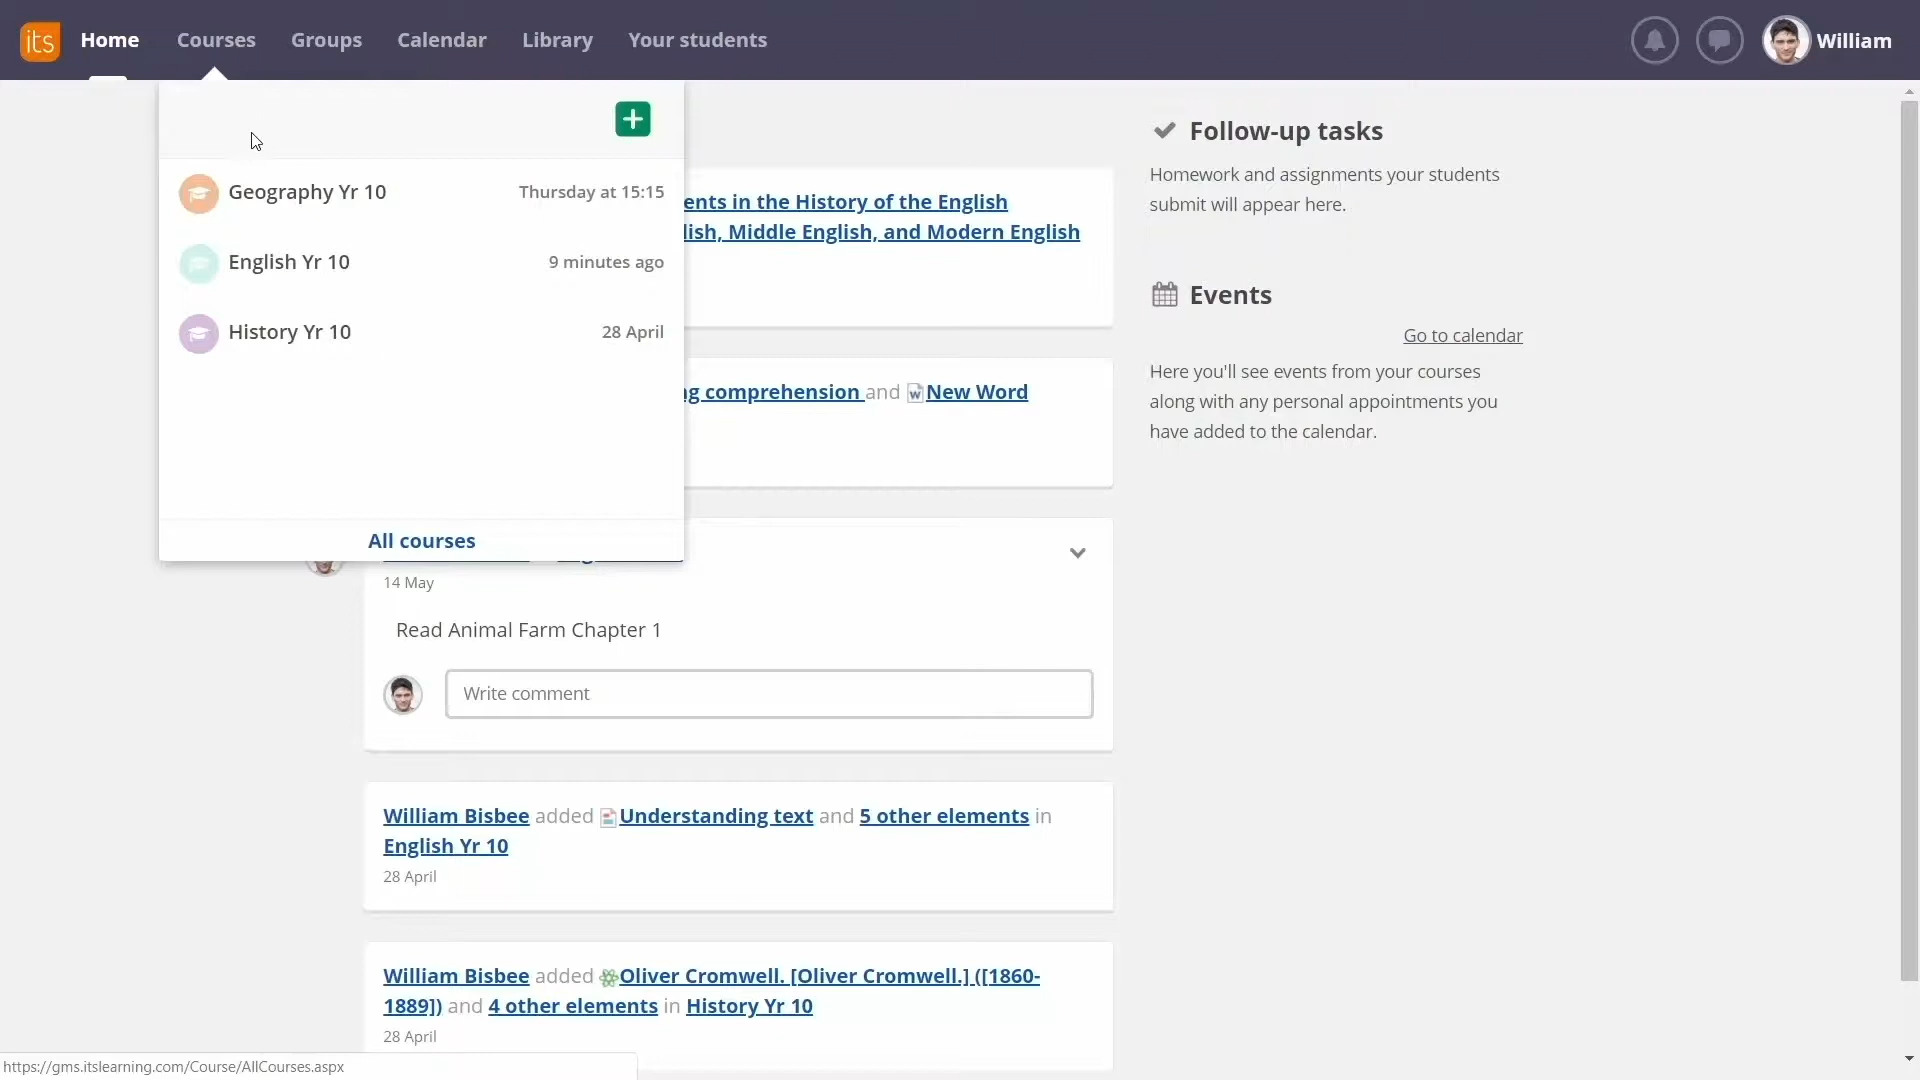 its Home Courses Groups Calendar Library Your students William
Geography Yr 10 Thursday at 15:15
English Yr 10 9 minutes ago
History Yr 10 28 April
All courses
ents in the History of the English
lish, Middle English, and Modern English
g comprehension and New Word
14 May
Read Animal Farm Chapter 1
Write comment
William Bisbee added Understanding text and 5 other elements in
English Yr 10
28 April
William Bisbee added Oliver Cromwell. [Oliver Cromwell.] ([1860-
1889]) and 4 other elements in History Yr 10
28 April
Follow-up tasks
Homework and assignments your students
submit will appear here.
Events
Go to calendar
Here you'll see events from your courses
along with any personal appointments you
have added to the calendar.
https://gms.itslearning.com/Course/AllCourses.aspx